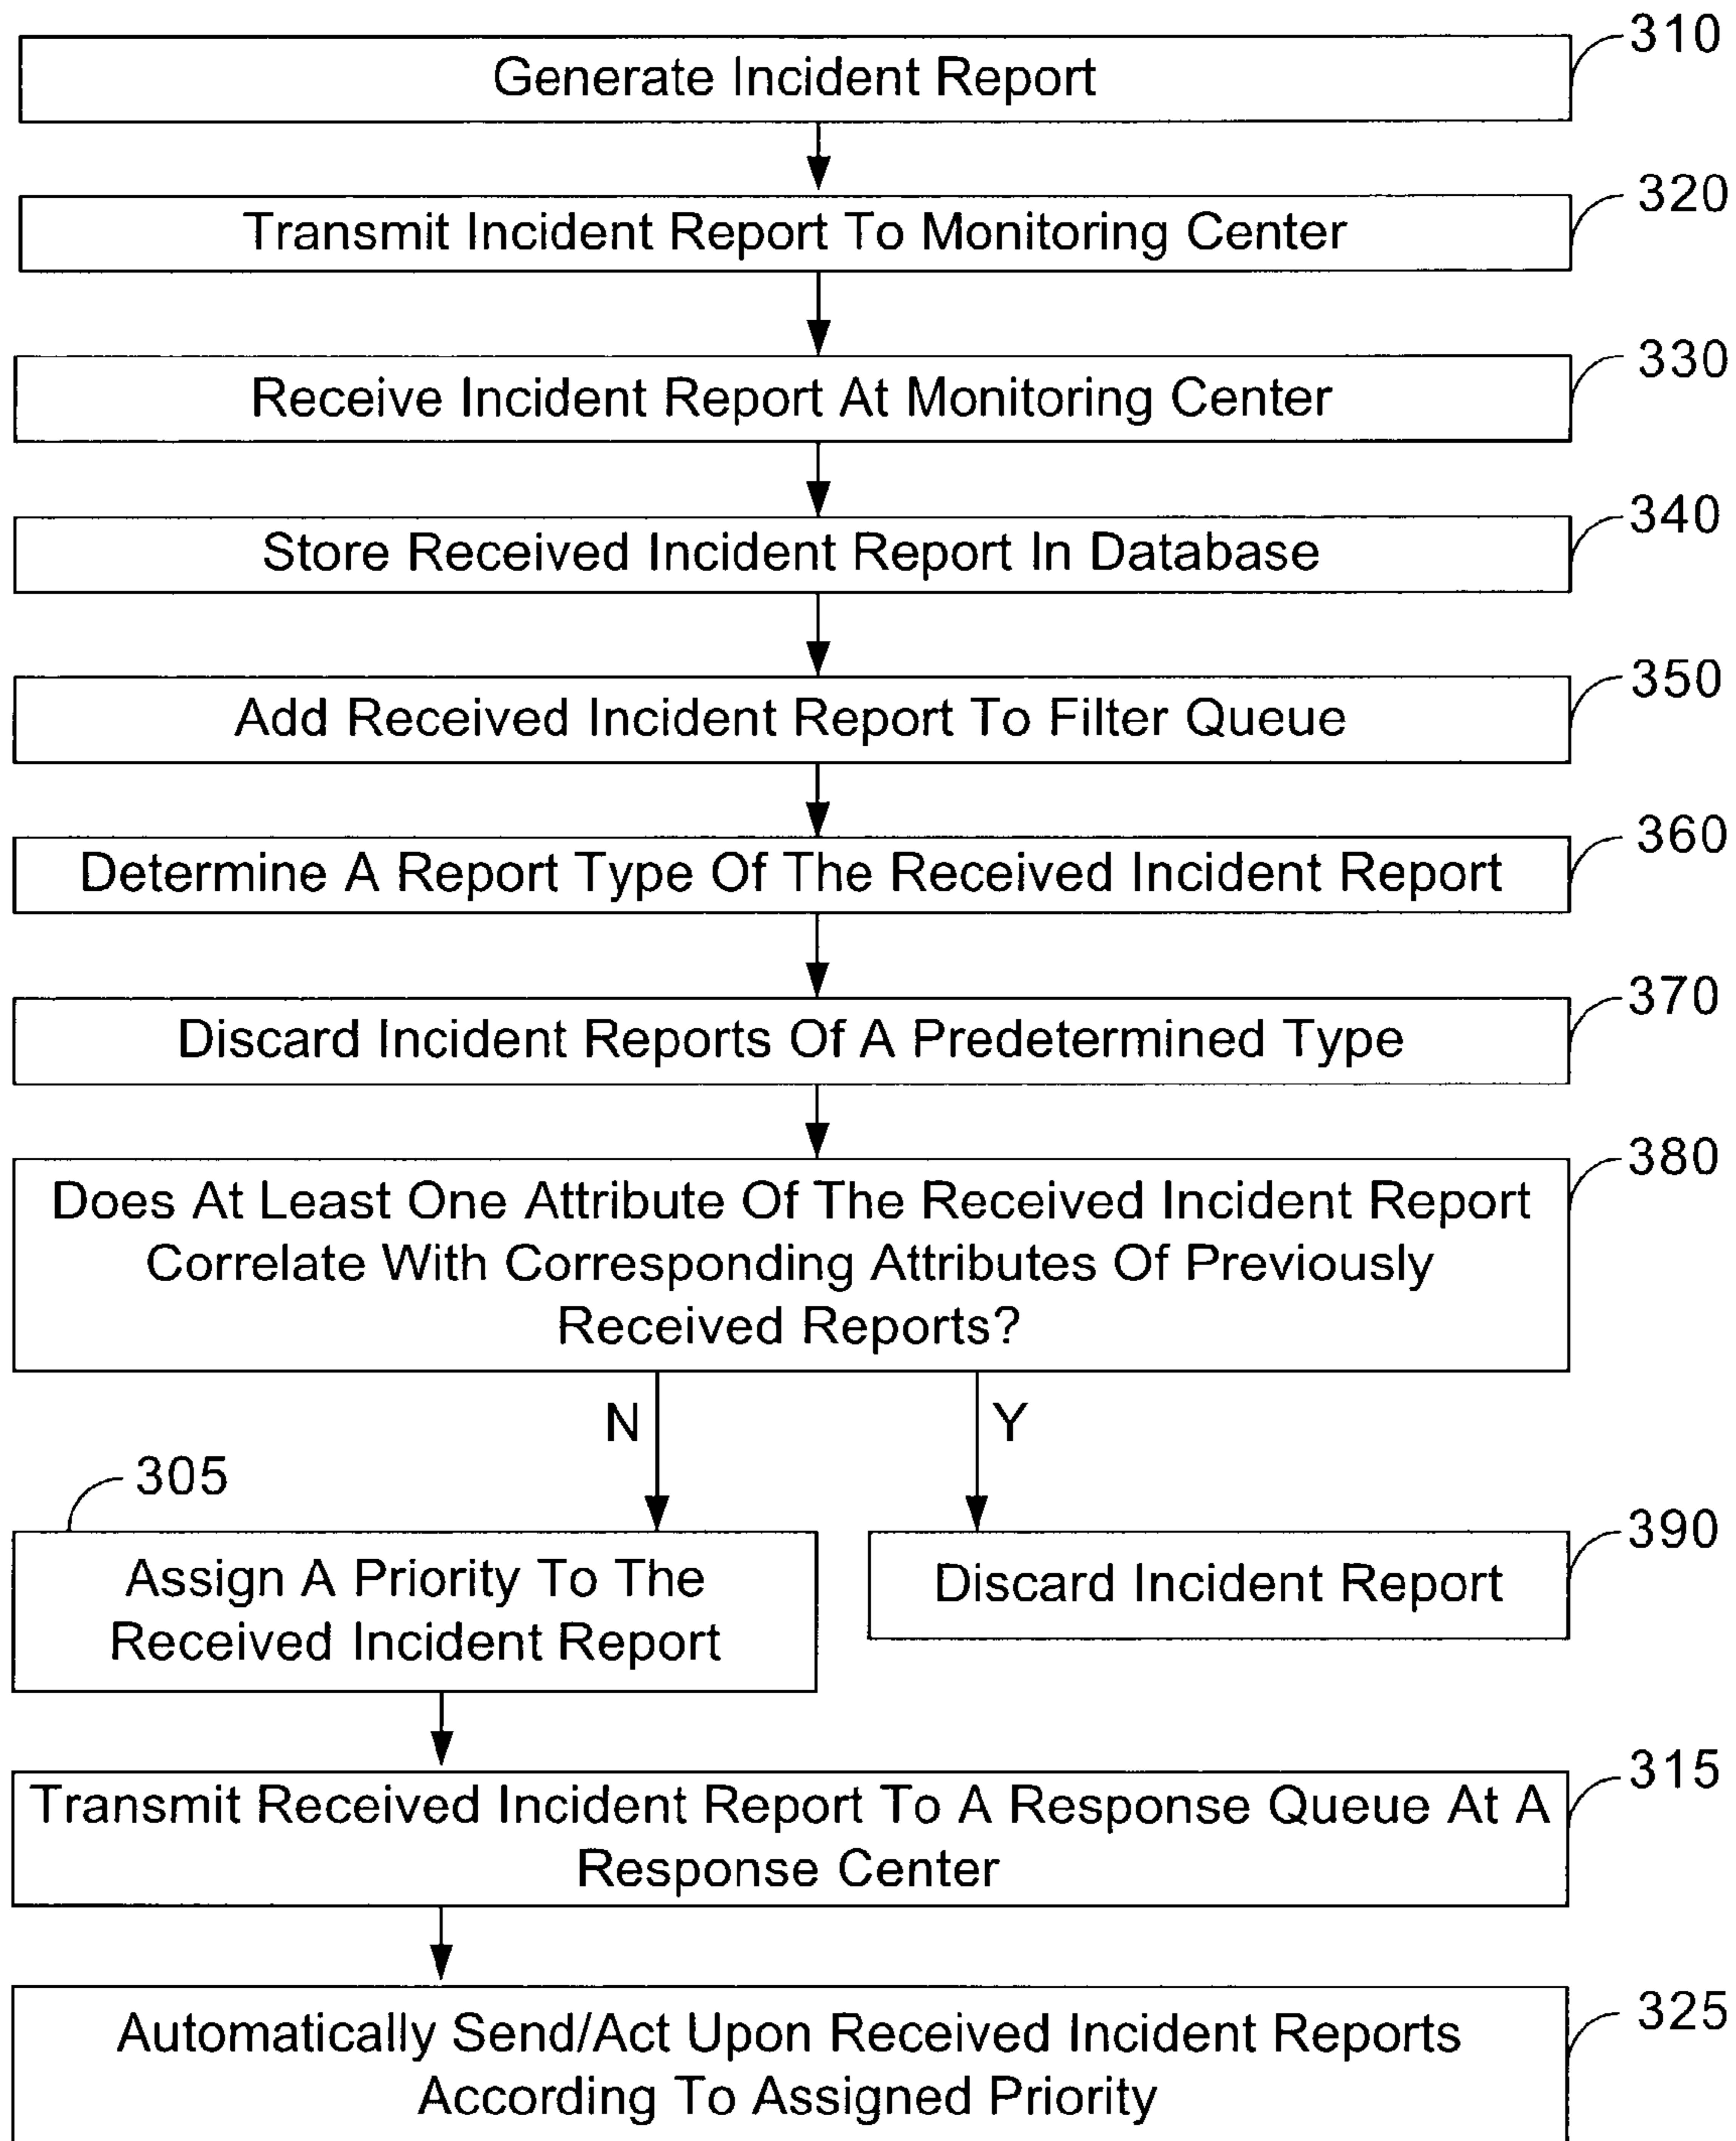 310
Generate Incident Report
320
Transmit Incident Report To Monitoring Center
330
Receive Incident Report At Monitoring Center
340
Store Received Incident Report In Database
350
Add Received Incident Report To Filter Queue
360
Determine A Report Type Of The Received Incident Report
370
Discard Incident Reports Of A Predetermined Type
380
Does At Least One Attribute Of The Received Incident Report
Correlate With Corresponding Attributes Of Previously
Received Reports?
N
Y
305
Assign A Priority To The
Received Incident Report
390
Discard Incident Report
315
Transmit Received Incident Report To A Response Queue At A
Response Center
325
Automatically Send/Act Upon Received Incident Reports
According To Assigned Priority